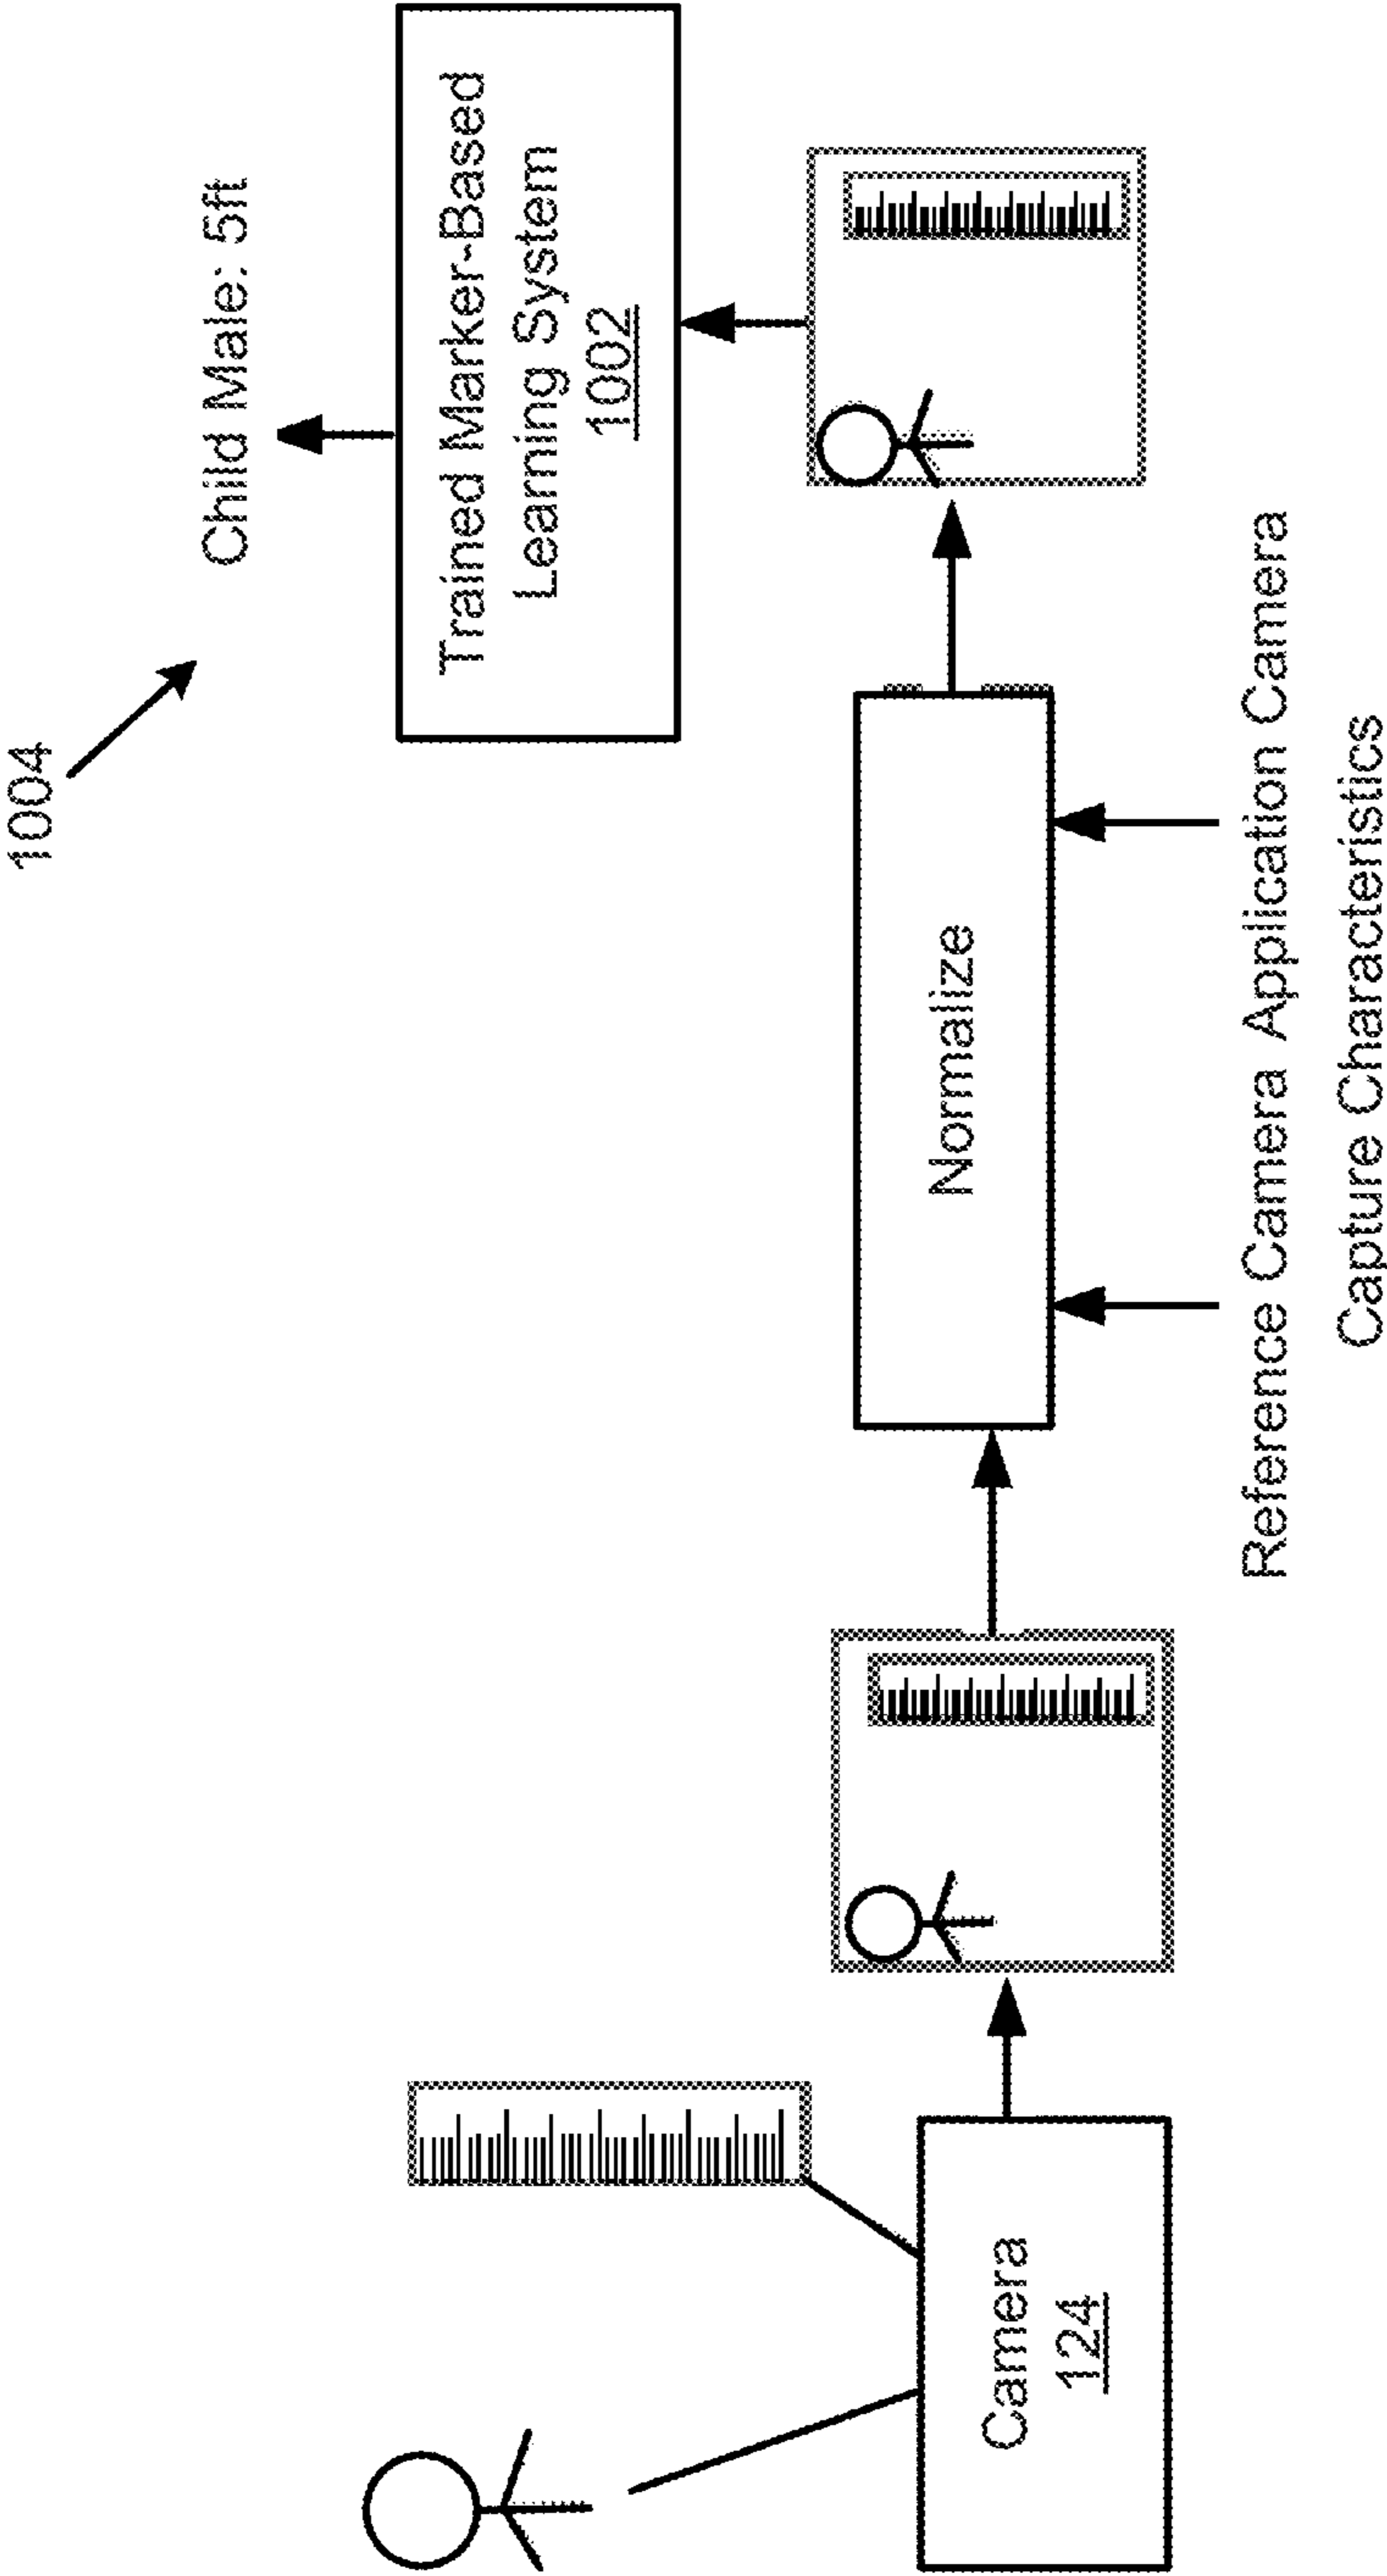 1004
Child Male: 5ft
Trained Marker-Based
Learning System
1002
Normalize
Camera
124
Reference Camera Application Camera
Capture Characteristics